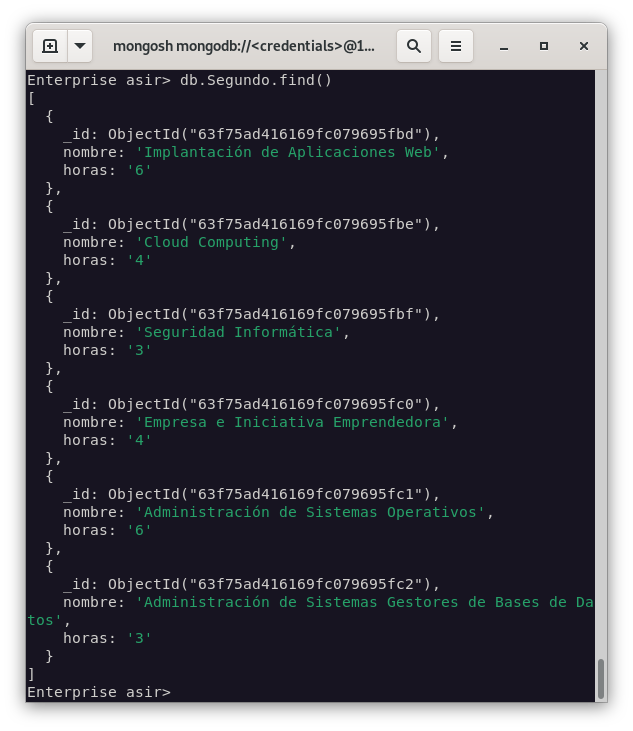 mongosh mongodb://<credentials>@1...
Enterprise asir> db.Segundo.find()
[
  {
    _id: ObjectId("63f75ad416169fc079695fbd"),
    nombre: 'Implantación de Aplicaciones Web',
    horas: '6'
  },
  {
    _id: ObjectId("63f75ad416169fc079695fbe"),
    nombre: 'Cloud Computing',
    horas: '4'
  },
  {
    _id: ObjectId("63f75ad416169fc079695fbf"),
    nombre: 'Seguridad Informática',
    horas: '3'
  },
  {
    _id: ObjectId("63f75ad416169fc079695fc0"),
    nombre: 'Empresa e Iniciativa Emprendedora',
    horas: '4'
  },
  {
    _id: ObjectId("63f75ad416169fc079695fc1"),
    nombre: 'Administración de Sistemas Operativos',
    horas: '6'
  },
  {
    _id: ObjectId("63f75ad416169fc079695fc2"),
    nombre: 'Administración de Sistemas Gestores de Bases de Da
tos',
    horas: '3'
  }
]
Enterprise asir>